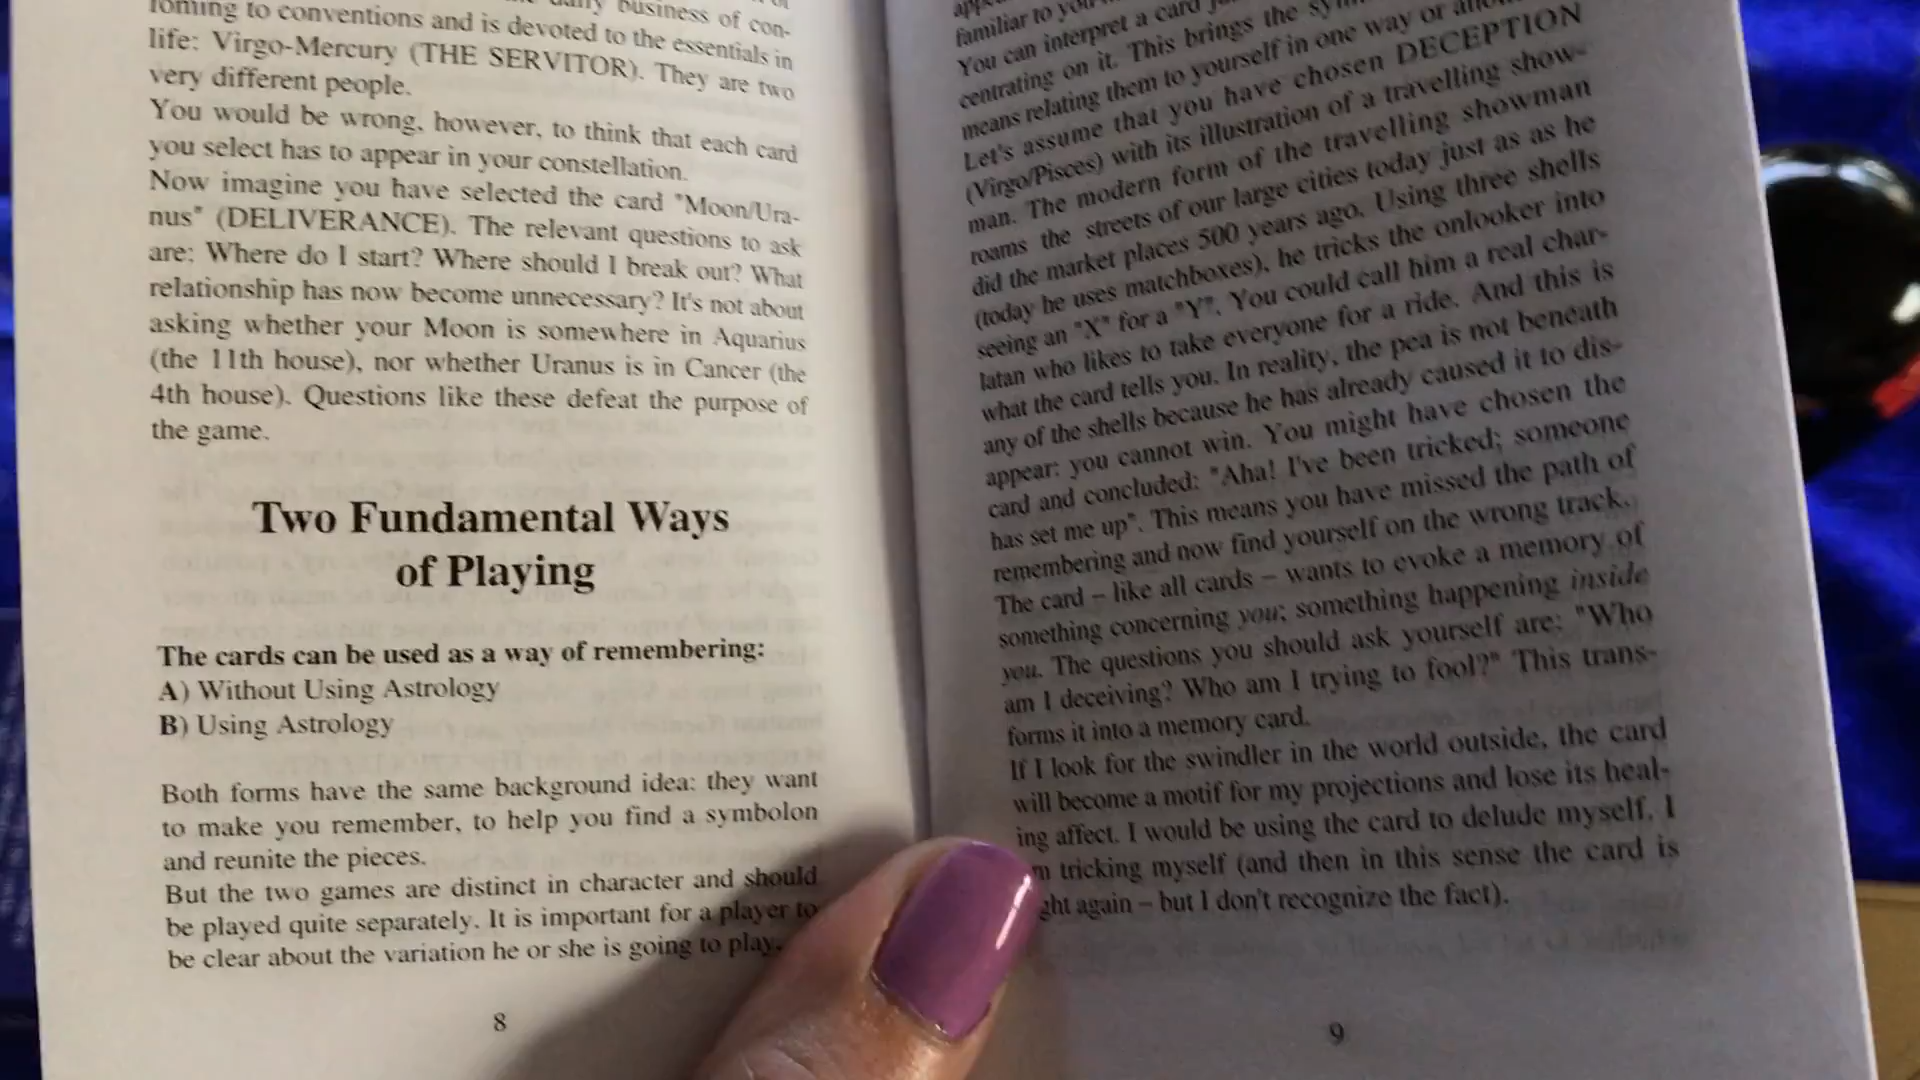 business of con-
forming to conventions and is devoted to the essentials in
life: Virgo-Mercury (THE SERVITOR). They are two
very different people.
You would be wrong, however, to think that each card
you select has to appear in your constellation.
Now imagine you have selected the card "Moon/Ura-
nus" (DELIVERANCE). The relevant questions to ask
are: Where do I start? Where should I break out? What
relationship has now become unnecessary? It's not about
asking whether your Moon is somewhere in Aquarius
(the 11th house), nor whether Uranus is in Cancer (the
4th house). Questions like these defeat the purpose of
the game.
Two Fundamental Ways
of Playing
The cards can be used as a way of remembering:
A) Without Using Astrology
B) Using Astrology
Both forms have the same background idea: they want
to make you remember, to help you find a symbolon
and reunite the pieces.
But the two games are distinct in character and should
be played quite separately. It is important for a player to
be clear about the variation he or she is going to play.
8
familiar to you
You can interpret a card
centrating on it. This brings the
means relating them to yourself in one way or
Let's assume that you have chosen DECEPTION
(Virgo/Pisces) with its illustration of a travelling show-
man. The modern form of the travelling showman
roams the streets of our large cities today just as as he
did the market places 500 years ago. Using three shells
(today he uses matchboxes), he tricks the onlooker into
seeing an "X" for a "Y". You could call him a real char-
latan who likes to take everyone for a ride. And this is
what the card tells you. In reality, the pea is not beneath
any of the shells because he has already caused it to dis-
appear: you cannot win. You might have chosen the
card and concluded: "Aha! I've been tricked; someone
has set me up". This means you have missed the path of
remembering and now find yourself on the wrong track.
The card – like all cards – wants to evoke a memory of
something concerning you; something happening inside
you. The questions you should ask yourself are: "Who
am I deceiving? Who am I trying to fool?" This trans-
forms it into a memory card.
If I look for the swindler in the world outside, the card
will become a motif for my projections and lose its heal-
ing affect. I would be using the card to delude myself. I
m tricking myself (and then in this sense the card is
ght again – but I don't recognize the fact).
9